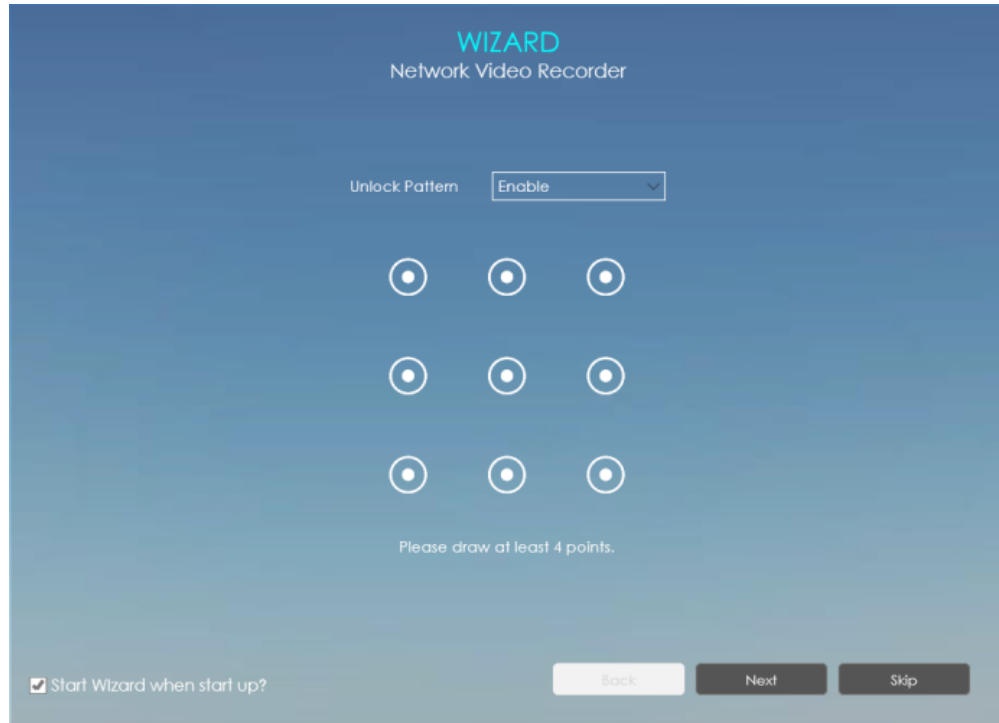 WIZARD
Network Video Recorder
Unlock Pattern Enable
Please draw at least 4 points.
Start Wizard when start up? Back Next Skip